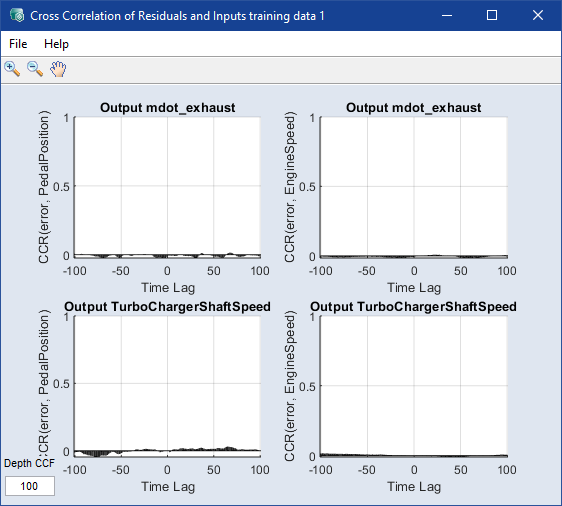 Cross Correlation of Residuals and Inputs training data 1
File Help
Output mdot_exhaust
CCR(error, PedalPosition)
1
0.5
0
-100 -50 0 50 100
Time Lag
Output mdot_exhaust
CCR(error, EngineSpeed)
1
0.5
0
-100 -50 0 50 100
Time Lag
Output TurboChargerShaftSpeed
CCR(error, PedalPosition)
1
0.5
0
-100 -50 0 50 100
Time Lag
Output TurboChargerShaftSpeed
CCR(error, EngineSpeed)
1
0.5
0
-100 -50 0 50 100
Time Lag
Depth CCF
100